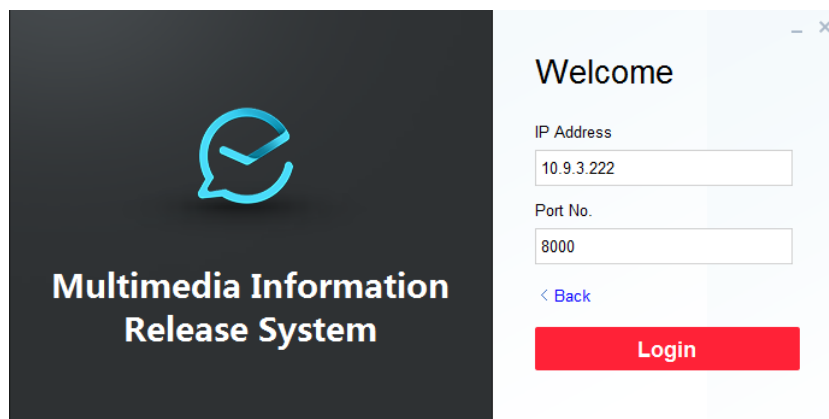 Multimedia Information
Release System
Welcome
IP Address
10.9.3.222
Port No.
8000
< Back
Login